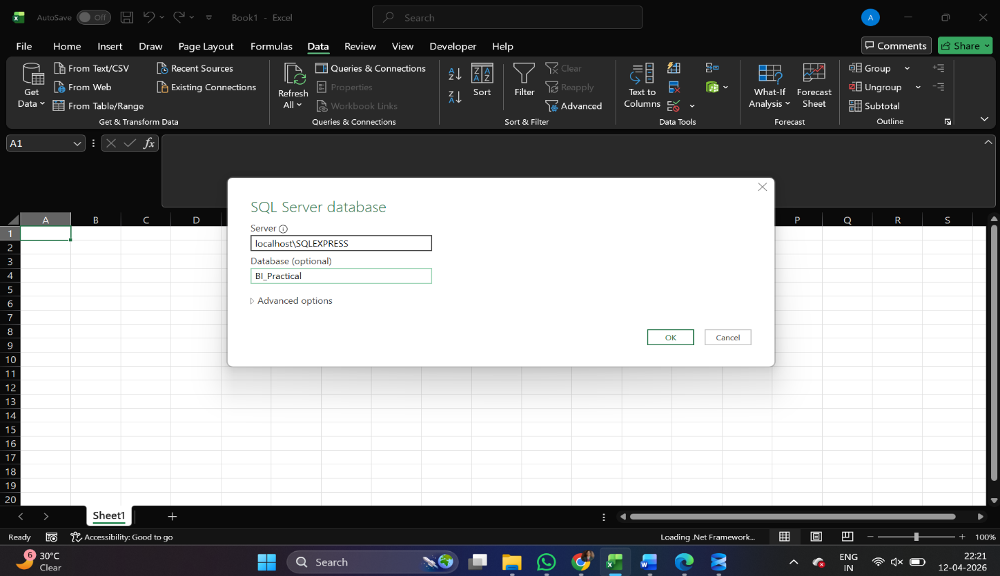 AutoSave Off Book1 - Excel Search A
File Home Insert Draw Page Layout Formulas Data Review View Developer Help Comments Share
Get Data
From Text/CSV
From Web
From Table/Range
Recent Sources
Existing Connections
Get & Transform Data
Refresh All
Queries & Connections
Properties
Workbook Links
Queries & Connections
Sort
Filter
Clear
Reapply
Advanced
Sort & Filter
Text to Columns
Data Tools
What-If Analysis
Forecast Sheet
Forecast
Group
Ungroup
Subtotal
Outline
A1 fx
A B C D P Q R S
1
2
3
4
5
6
7
8
9
10
11
12
13
14
15
16
17
18
19
20
SQL Server database
Server
localhost\SQLEXPRESS
Database (optional)
BI_Practical
Advanced options
OK Cancel
Sheet1
Ready Accessibility: Good to go Loading .Net Framework... 100%
6 30°C
Clear
Search
ENG
IN
22:21
12-04-2026